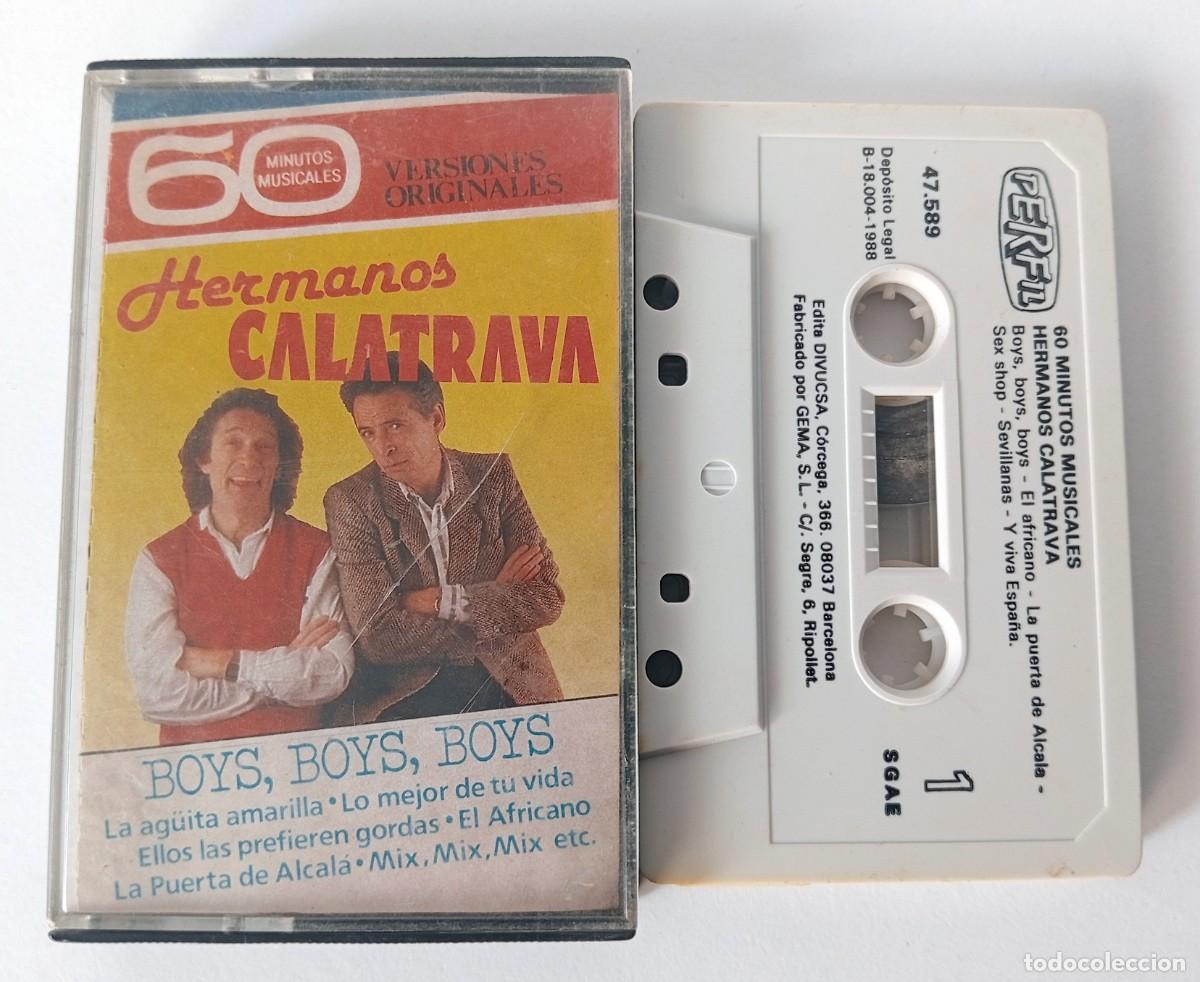 60
MINUTOS
MUSICALES
VERSIONES
ORIGINALES
Hermanos
CALATRAVA
BOYS, BOYS, BOYS
La agüita amarilla • Lo mejor de tu vida
Ellos las prefieren gordas • El Africano
La Puerta de Alcalá • Mix, Mix, Mix etc.
PERFIL
47.589
Depósito Legal
B-18.004-1988
60 MINUTOS MUSICALES
HERMANOS CALATRAVA
Boys, boys, boys - El africano - La puerta de Alcala -
Sex shop - Sevillanas - Y viva España.
Edita DIVUCSA, Córcega, 366. 08037 Barcelona
Fabricado por GEMA, S. L. - C/. Segre, 6, Ripollet.
1
SGAE
todocoleccion